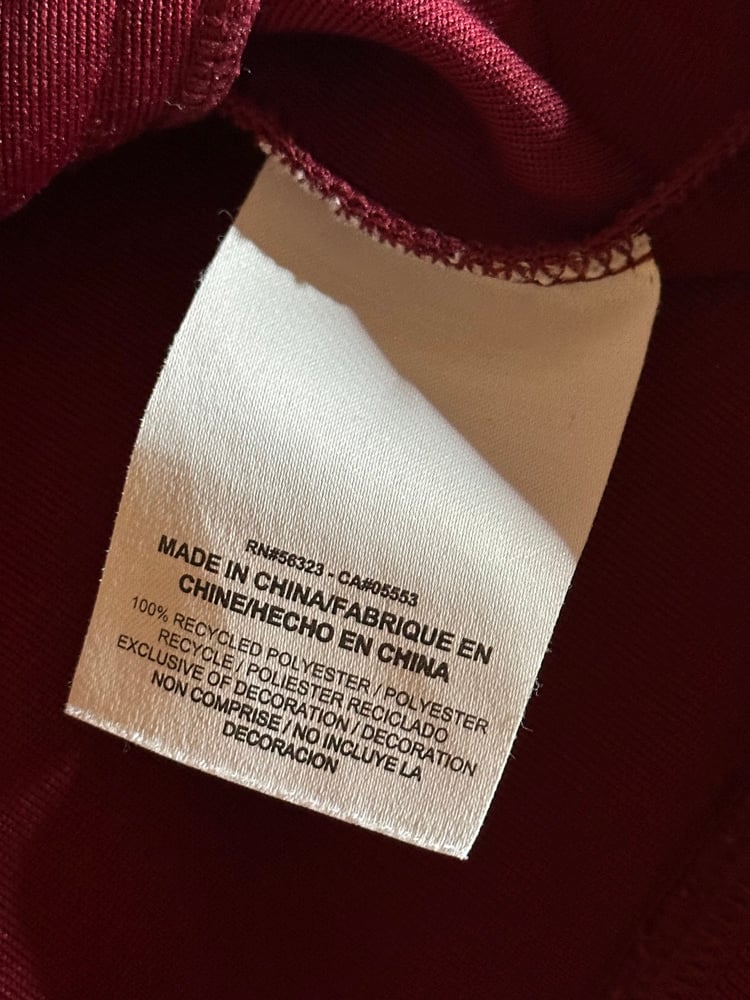 RN#56323 - CA#05553
MADE IN CHINA/FABRIQUE EN
CHINE/HECHO EN CHINA
100% RECYCLED POLYESTER / POLYESTER
RECYCLE / POLIESTER RECICLADO
EXCLUSIVE OF DECORATION / DECORATION
NON COMPRISE / NO INCLUYE LA
DECORACION